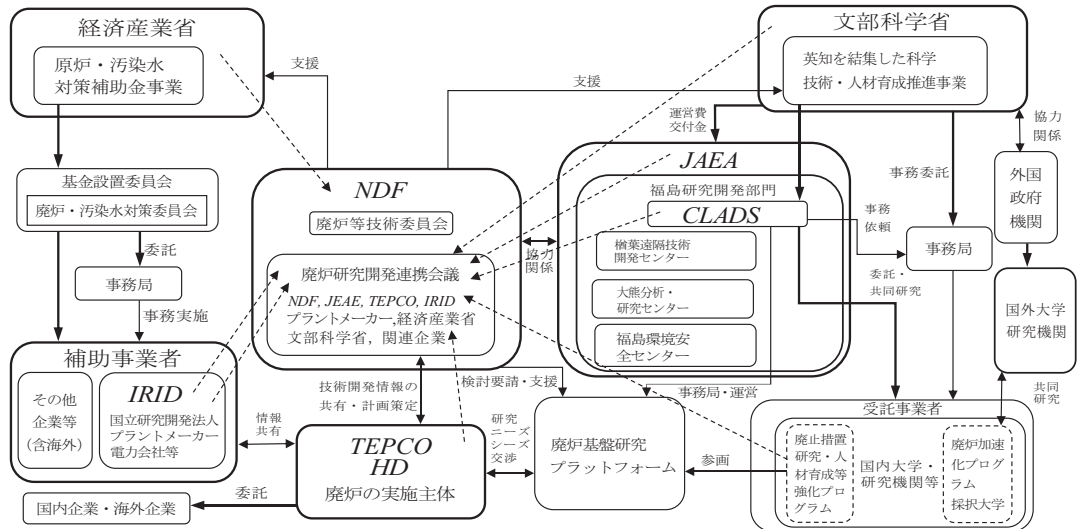 経済産業省
原炉・汚染水
対策補助金事業
文部科学省
英知を結集した科学
技術・人材育成推進事業
支援
支援
運営費
交付金
協力
関係
基金設置委員会
廃炉・汚染水対策委員会
委託
事務局
事務実施
NDF
廃炉等技術委員会
廃炉研究開発連携会議
NDF, JEAE, TEPCO, IRID
プラントメーカー,経済産業省
文部科学省, 関連企業
協力
関係
JAEA
福島研究開発部門
CLADS
楢葉遠隔技術
開発センター
大熊分析・
研究センター
福島環境安
全センター
事務
依頼
事務委託
事務局
委託・
共同研究
外国
政府
機関
国外大学
研究機関
共同
研究
補助事業者
その他
企業等
(含海外)
IRID
国立研究開発法人
プラントメーカー
電力会社等
情報
共有
技術開発情報の
共有・計画策定
検討要請・支援
事務局・運営
TEPCO
HD
廃炉の実施主体
研究
ニーズ
シーズ
交渉
廃炉基盤研究
プラットフォーム
参画
受託事業者
廃止措置
研究・人
材育成等
強化プロ
グラム
国内大学・
研究機関等
廃炉加速
化プログ
ラム
採択大学
委託
国内企業・海外企業